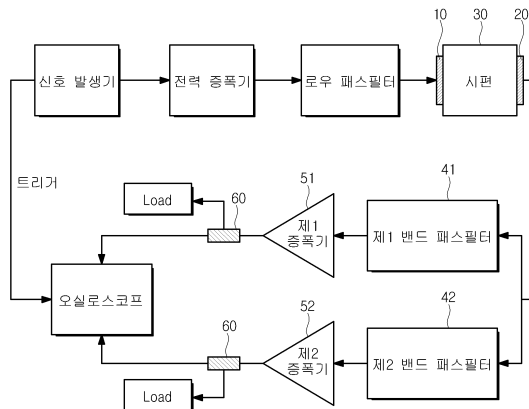 10
30
20
신호 발생기
전력 증폭기
로우 패스필터
시편
트리거
Load
60
51
41
제1
증폭기
제1 밴드 패스필터
오실로스코프
52
42
60
제2
증폭기
제2 밴드 패스필터
Load